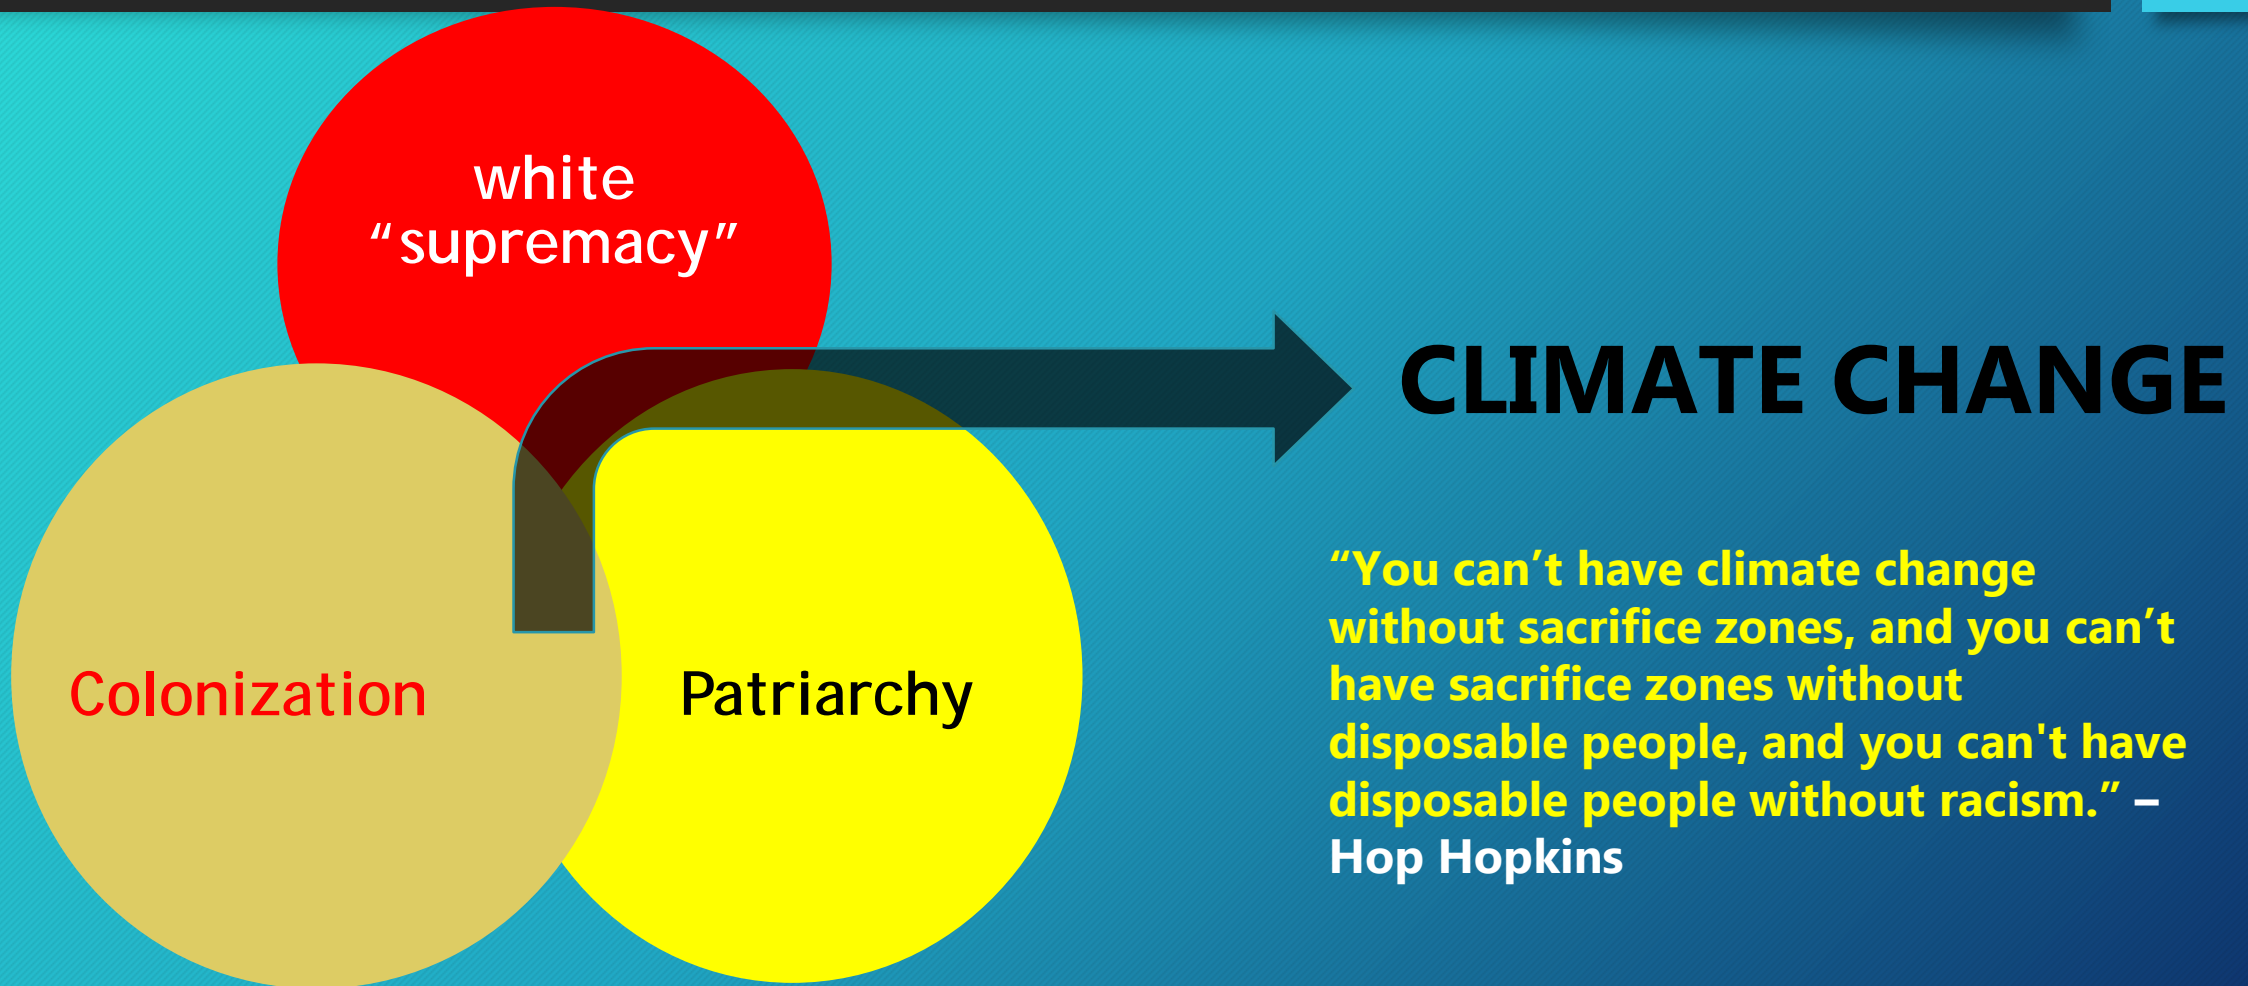 white
“supremacy”
CLIMATE CHANGE
Colonization
Patriarchy
“You can’t have climate change
without sacrifice zones, and you can’t
have sacrifice zones without
disposable people, and you can't have
disposable people without racism.” –
Hop Hopkins